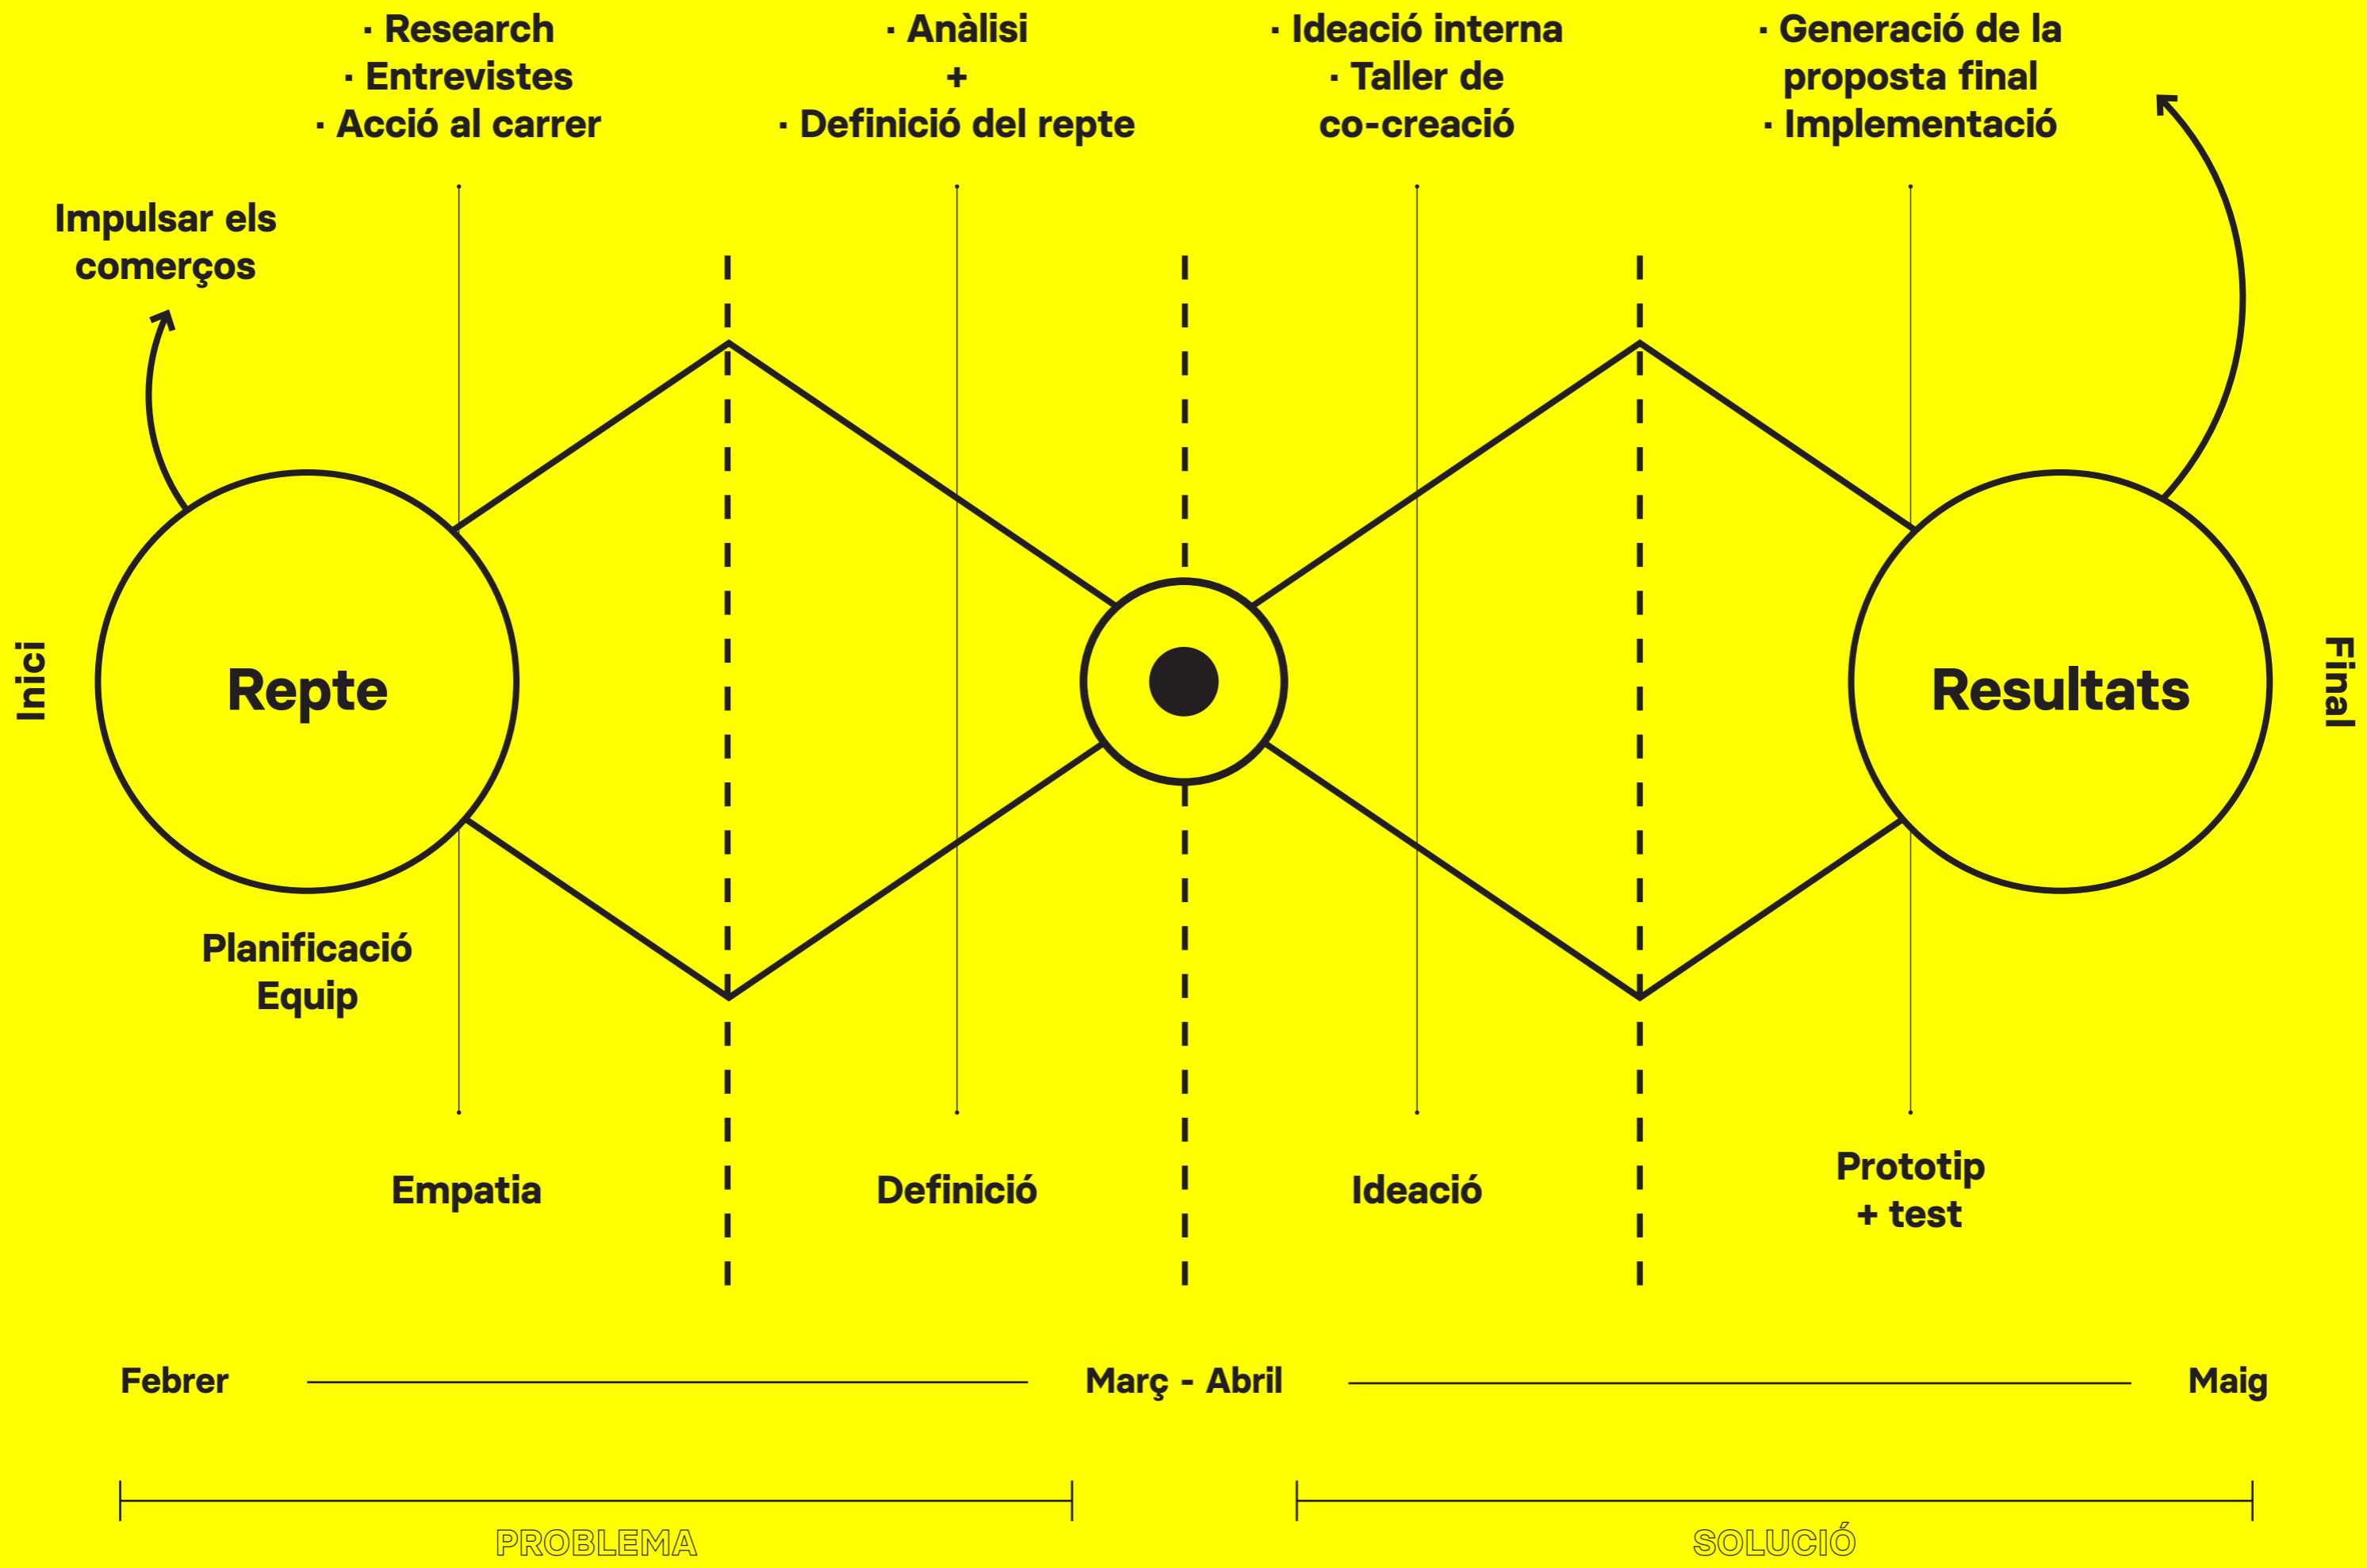 · Research
· Entrevistes
· Acció al carrer
· Anàlisi
+
· Definició del repte
· Ideació interna
· Taller de
co-creació
· Generació de la
proposta final
· Implementació
Impulsar els
comerços
Inici
Repte
Resultats
Final
Planificació
Equip
Empatia
Definició
Ideació
Prototip
+ test
Febrer
Març - Abril
Maig
PROBLEMA
SOLUCIÓ